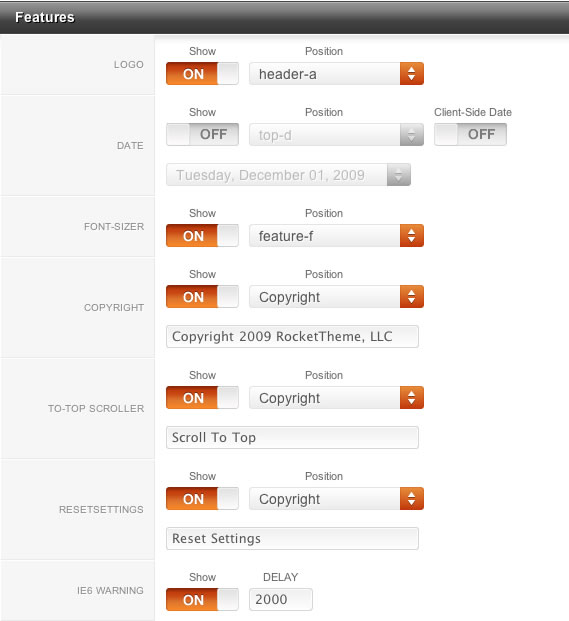 Features
LOGO
Show Position
ON header-a
DATE
Show Position Client-Side Date
OFF top-d OFF
Tuesday, December 01, 2009
FONT-SIZER
Show Position
ON feature-f
COPYRIGHT
Show Position
ON Copyright
Copyright 2009 RocketTheme, LLC
TO-TOP SCROLLER
Show Position
ON Copyright
Scroll To Top
RESETSETTINGS
Show Position
ON Copyright
Reset Settings
IE6 WARNING
Show DELAY
ON 2000